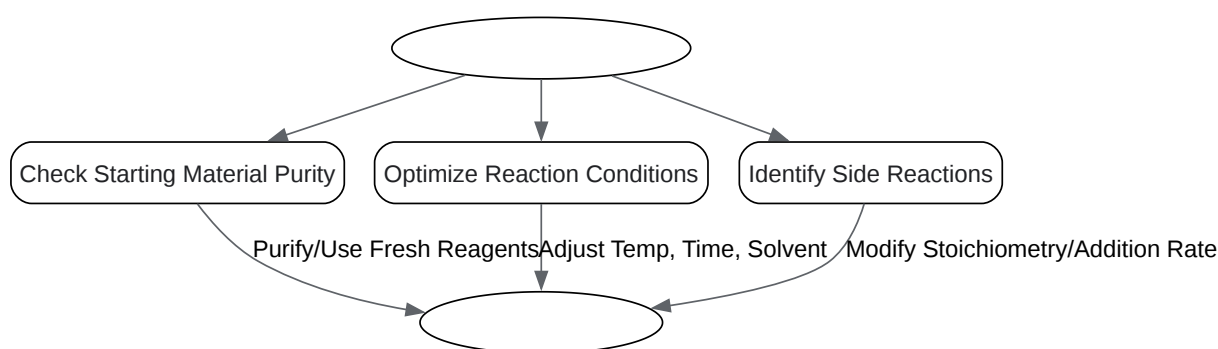 Check Starting Material Purity
Optimize Reaction Conditions
Identify Side Reactions
Purify/Use Fresh Reagents
Adjust Temp, Time, Solvent
Modify Stoichiometry/Addition Rate